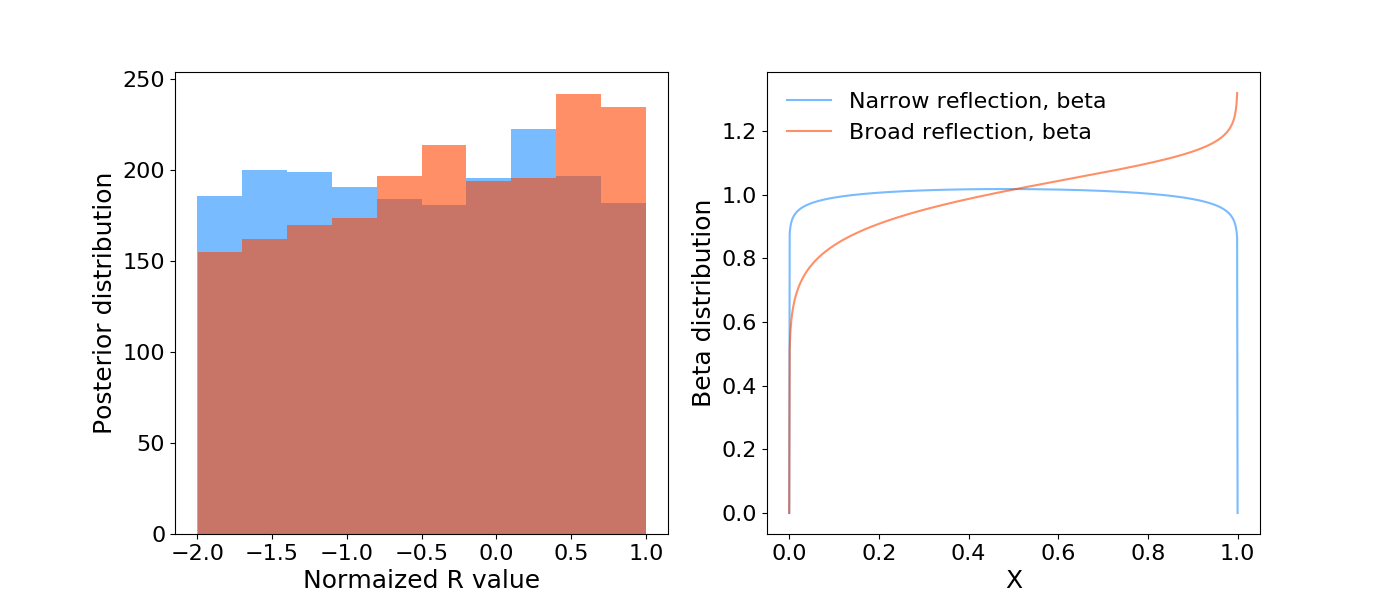 250
200
150
100
50
0
−2.0 −1.5 −1.0 −0.5 0.0 0.5 1.0
Normaized R value
Posterior distribution
Narrow reflection, beta
Broad reflection, beta
1.2
1.0
0.8
0.6
0.4
0.2
0.0
0.0 0.2 0.4 0.6 0.8 1.0
X
Beta distribution